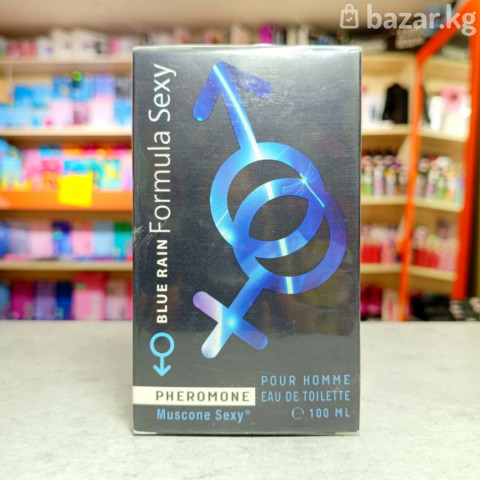 bazar.kg
BLUE RAIN Formula Sexy
PHEROMONE
Muscone Sexy®
POUR HOMME
EAU DE TOILETTE
℮ 100 ML